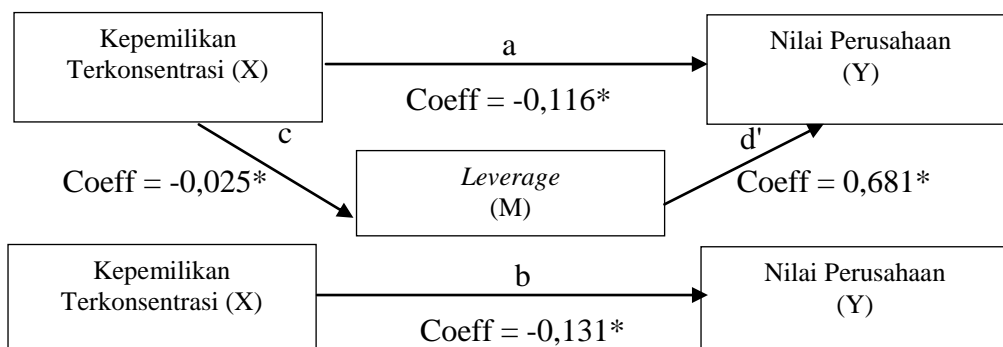 Kepemilikan
Terkonsentrasi (X)
a
Coeff = -0,116*
Nilai Perusahaan
(Y)
c
Coeff = -0,025*
Leverage
(M)
d'
Coeff = 0,681*
Kepemilikan
Terkonsentrasi (X)
b
Coeff = -0,131*
Nilai Perusahaan
(Y)